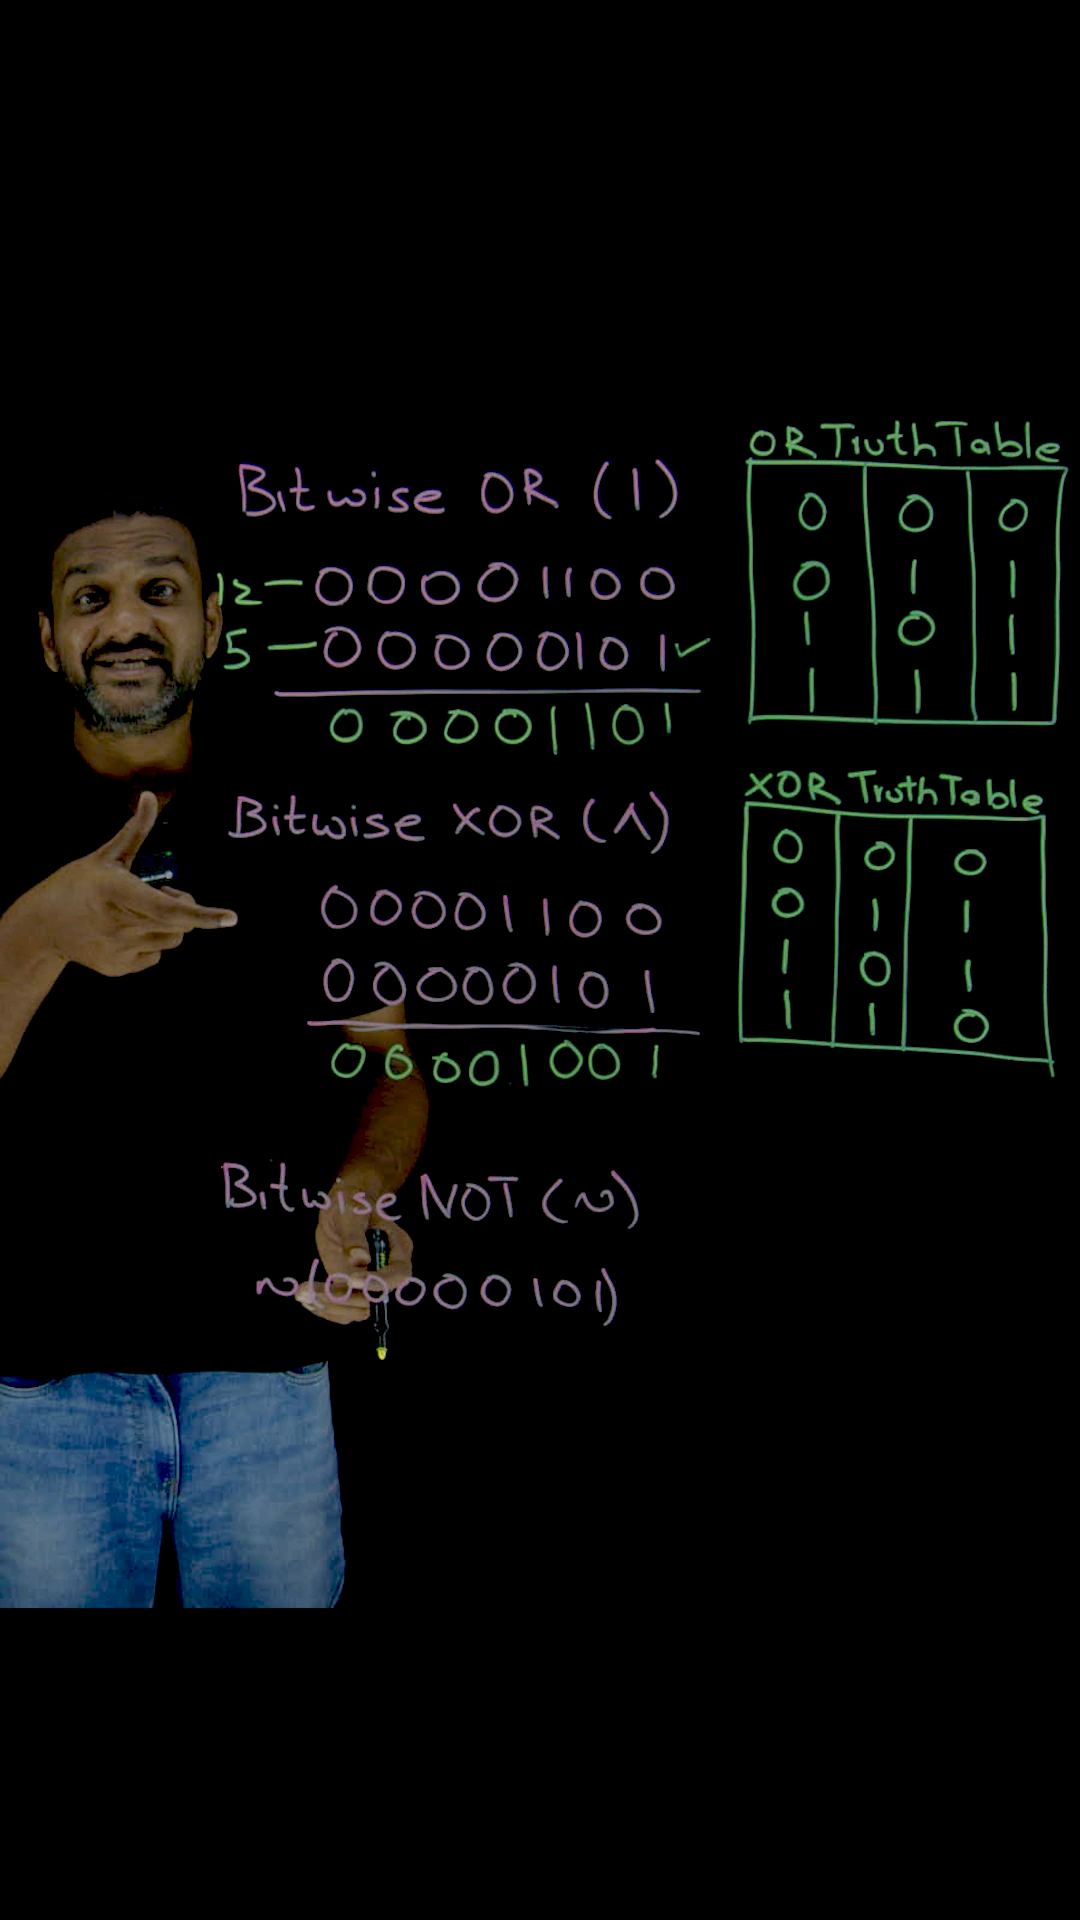 Bitwise OR (|)
12 — 00001100
5 — 00000101 ✓
00001101
OR Truth Table
0 0 0
0 1 1
1 0 1
1 1 1
Bitwise XOR (^)
00001100
00000101
00001001
XOR Truth Table
0 0 0
0 1 1
1 0 1
1 1 0
Bitwise NOT (~)
~(00000101)